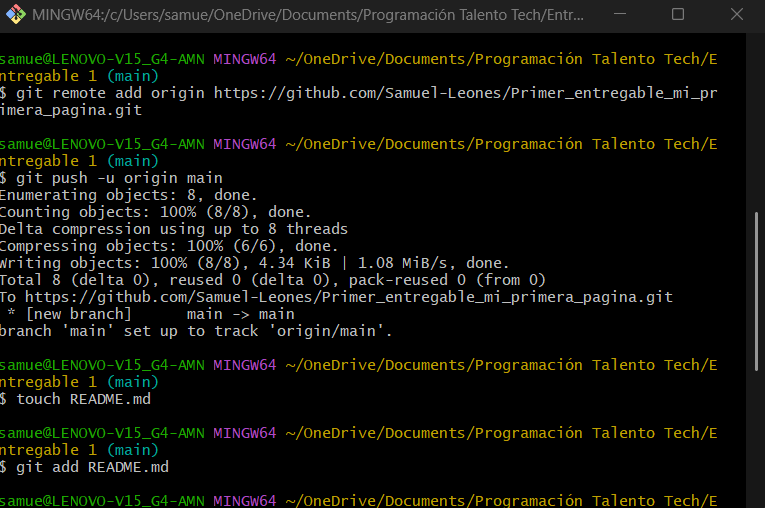 MINGW64:/c/Users/samue/OneDrive/Documents/Programación Talento Tech/Entr...
samue@LENOVO-V15_G4-AMN MINGW64 ~/OneDrive/Documents/Programación Talento Tech/E
ntregable 1 (main)
$ git remote add origin https://github.com/Samuel-Leones/Primer_entregable_mi_pr
imera_pagina.git
samue@LENOVO-V15_G4-AMN MINGW64 ~/OneDrive/Documents/Programación Talento Tech/E
ntregable 1 (main)
$ git push -u origin main
Enumerating objects: 8, done.
Counting objects: 100% (8/8), done.
Delta compression using up to 8 threads
Compressing objects: 100% (6/6), done.
Writing objects: 100% (8/8), 4.34 KiB | 1.08 MiB/s, done.
Total 8 (delta 0), reused 0 (delta 0), pack-reused 0 (from 0)
To https://github.com/Samuel-Leones/Primer_entregable_mi_primera_pagina.git
 * [new branch]      main -> main
branch 'main' set up to track 'origin/main'.
samue@LENOVO-V15_G4-AMN MINGW64 ~/OneDrive/Documents/Programación Talento Tech/E
ntregable 1 (main)
$ touch README.md
samue@LENOVO-V15_G4-AMN MINGW64 ~/OneDrive/Documents/Programación Talento Tech/E
ntregable 1 (main)
$ git add README.md
samue@LENOVO-V15_G4-AMN MINGW64 ~/OneDrive/Documents/Programación Talento Tech/E